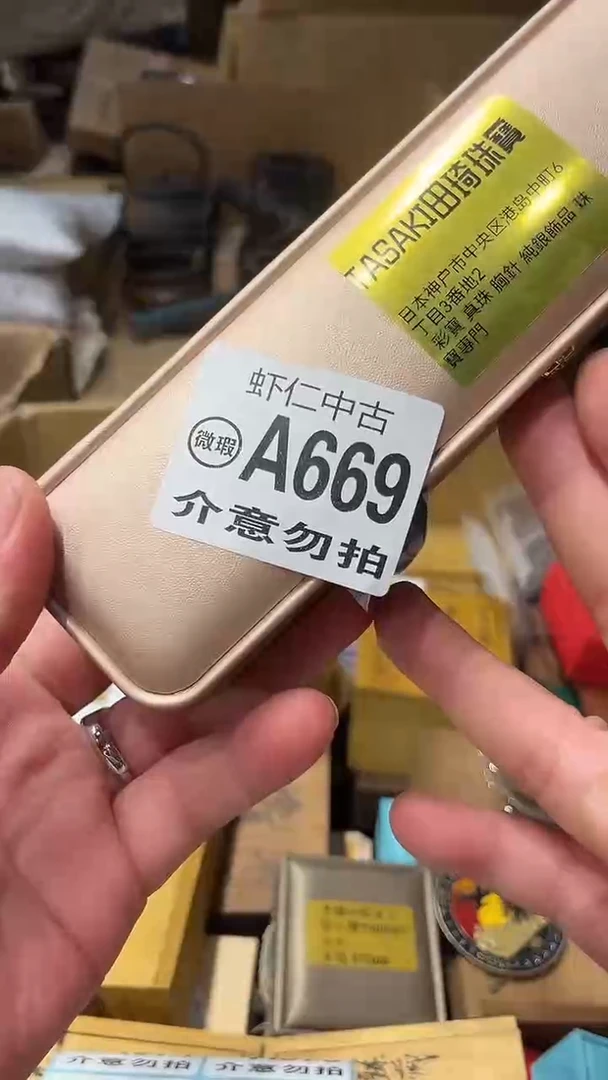 TASAKI田琦珠寶
日本神户市中央区港岛中町6
丁目3番地2
彩寶 真珠 胸針 純銀飾品 珠
寶專門
虾仁中古
微瑕
A669
介意勿拍
介意勿拍 介意勿拍